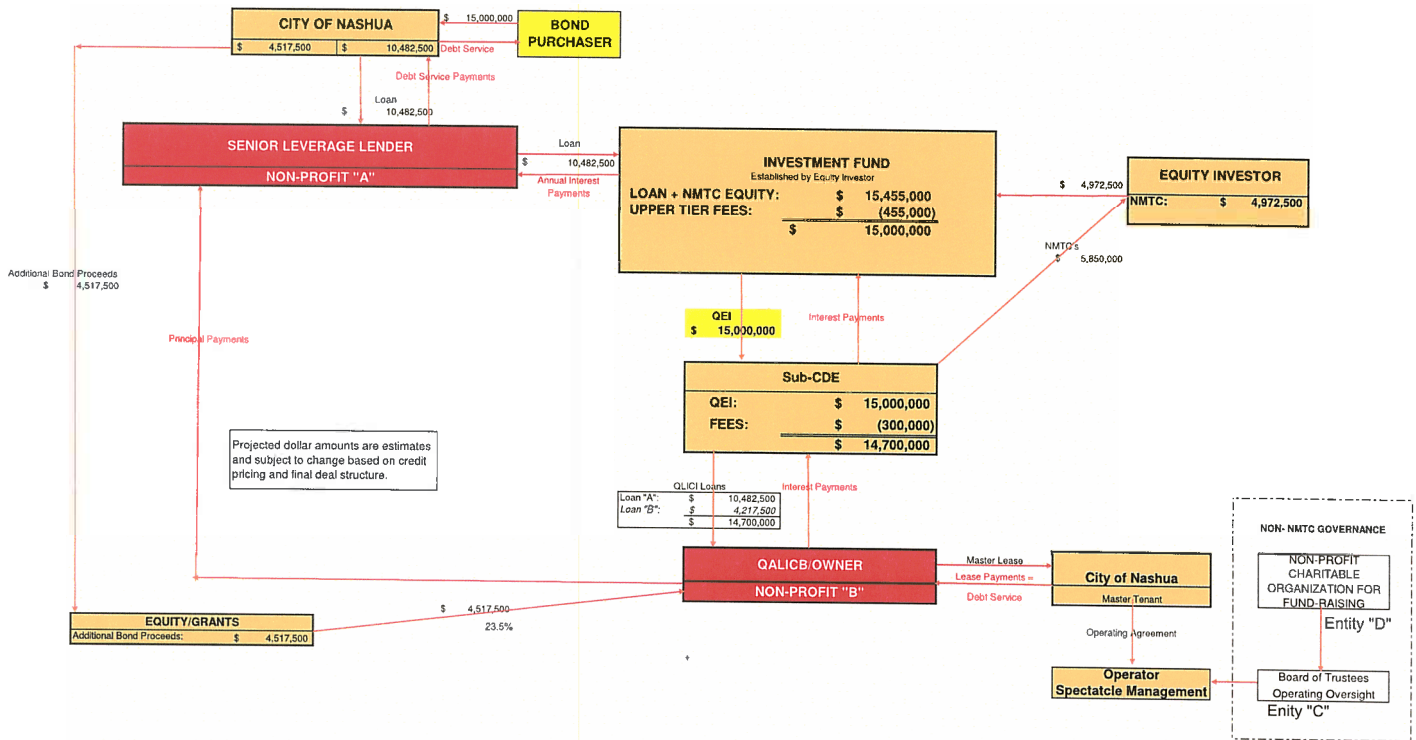 CITY OF NASHUA
$ 4,517,500 $ 10,482,500
$ 15,000,000
Debt Service
BOND
PURCHASER
Debt Service Payments
Loan
$ 10,482,500
SENIOR LEVERAGE LENDER
NON-PROFIT "A"
Loan
$ 10,482,500
Annual Interest
Payments
INVESTMENT FUND
Established by Equity Investor
LOAN + NMTC EQUITY: $ 15,455,000
UPPER TIER FEES: $ (455,000)
$ 15,000,000
$ 4,972,500
EQUITY INVESTOR
NMTC: $ 4,972,500
NMTC's
$ 5,850,000
Additional Bond Proceeds
$ 4,517,500
Principal Payments
QEI
$ 15,000,000
Interest Payments
Sub-CDE
QEI: $ 15,000,000
FEES: $ (300,000)
$ 14,700,000
Projected dollar amounts are estimates
and subject to change based on credit
pricing and final deal structure.
QLICI Loans
Loan "A": $ 10,482,500
Loan "B": $ 4,217,500
$ 14,700,000
Interest Payments
QALICB/OWNER
NON-PROFIT "B"
Master Lease
Lease Payments =
Debt Service
City of Nashua
Master Tenant
Operating Agreement
Operator
Spectatcle Management
NON- NMTC GOVERNANCE
NON-PROFIT
CHARITABLE
ORGANIZATION FOR
FUND-RAISING
Entity "D"
Board of Trustees
Operating Oversight
Enity "C"
EQUITY/GRANTS
Additional Bond Proceeds: $ 4,517,500
$ 4,517,500
23.5%